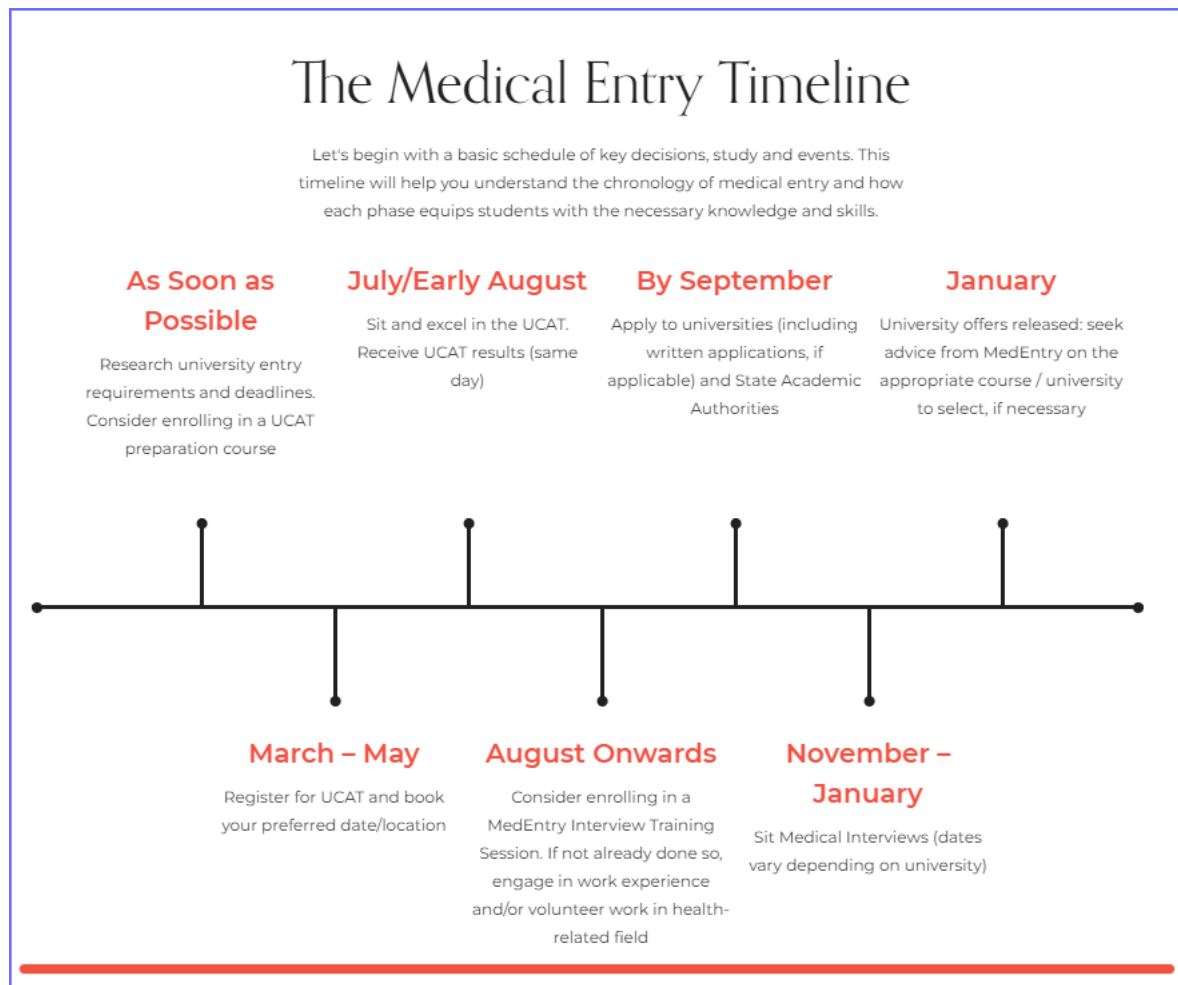 The Medical Entry Timeline
Let's begin with a basic schedule of key decisions, study and events. This
timeline will help you understand the chronology of medical entry and how
each phase equips students with the necessary knowledge and skills.
As Soon as
Possible
Research university entry
requirements and deadlines.
Consider enrolling in a UCAT
preparation course
March – May
Register for UCAT and book
your preferred date/location
July/Early August
Sit and excel in the UCAT.
Receive UCAT results (same
day)
August Onwards
Consider enrolling in a
MedEntry Interview Training
Session. If not already done so,
engage in work experience
and/or volunteer work in health-
related field
By September
Apply to universities (including
written applications, if
applicable) and State Academic
Authorities
November –
January
Sit Medical Interviews (dates
vary depending on university)
January
University offers released: seek
advice from MedEntry on the
appropriate course / university
to select, if necessary